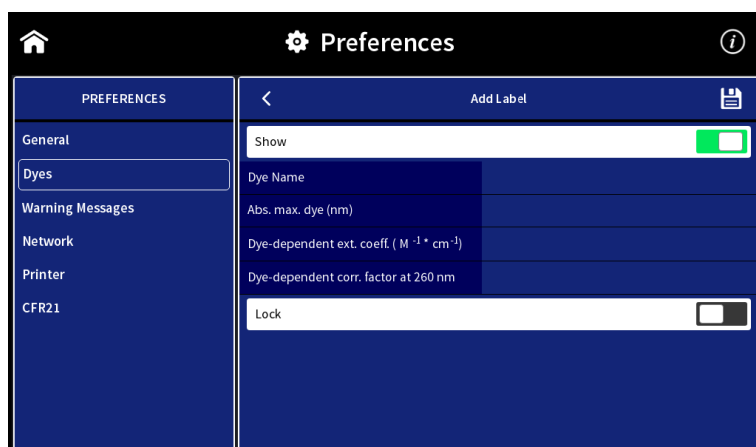 Preferences
i
PREFERENCES
Add Label
General
Show
Dyes
Dye Name
Warning Messages
Abs. max. dye (nm)
Network
Dye-dependent ext. coeff. ( M ⁻¹ * cm⁻¹)
Printer
Dye-dependent corr. factor at 260 nm
CFR21
Lock